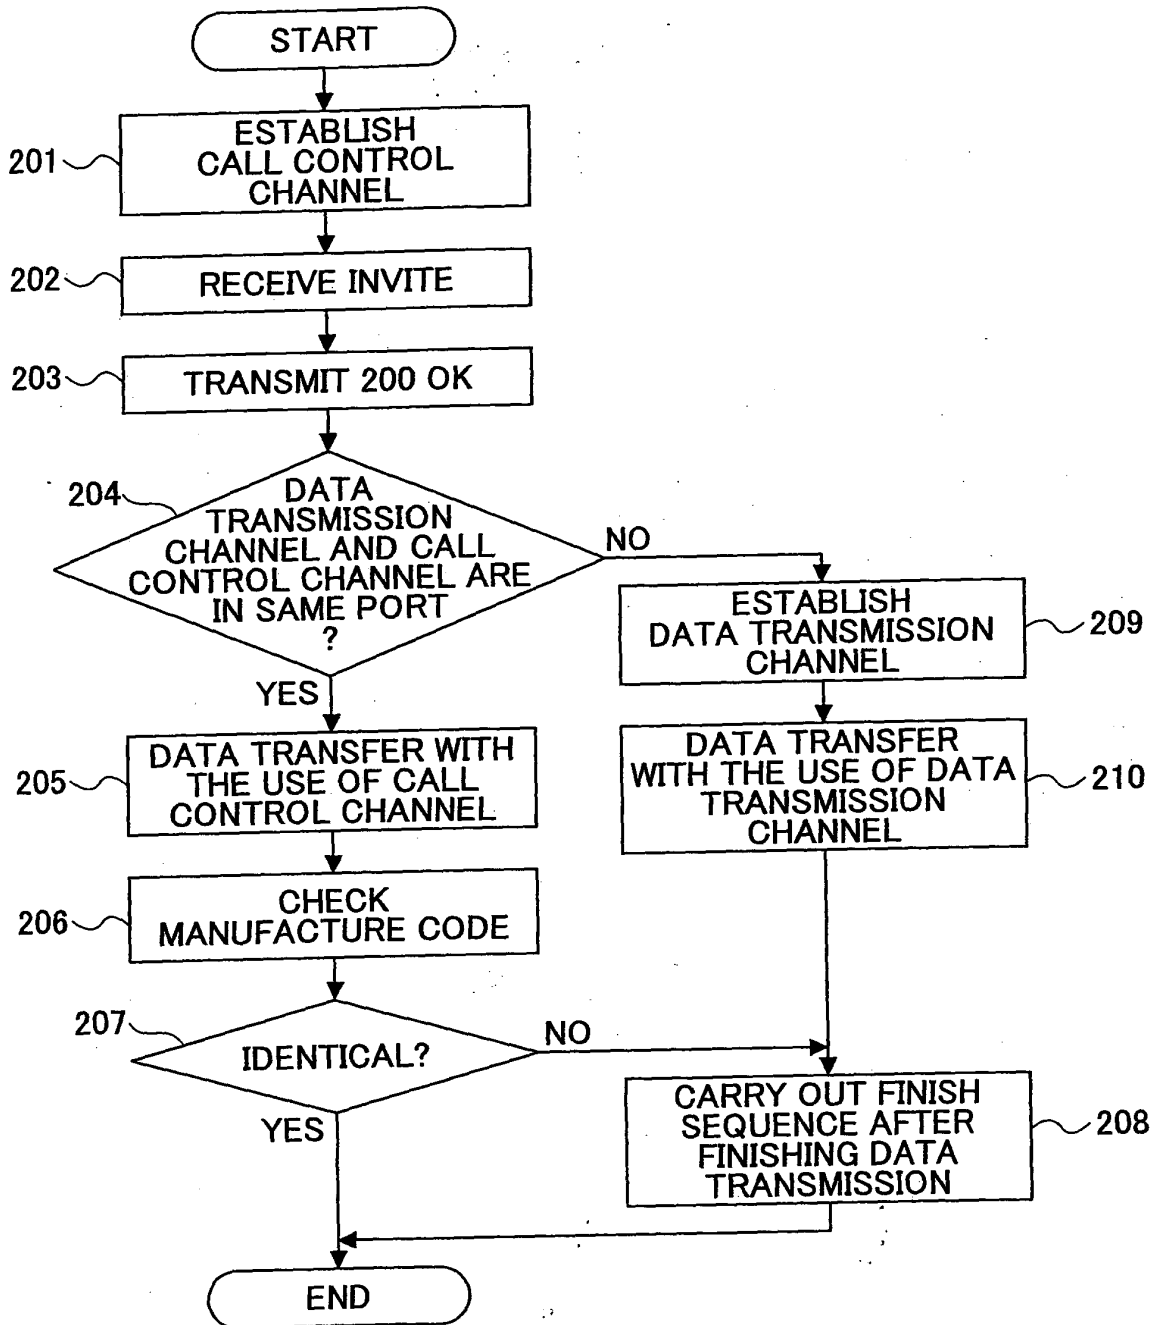 START
201
ESTABLISH
CALL CONTROL
CHANNEL
202
RECEIVE INVITE
203
TRANSMIT 200 OK
204
DATA
TRANSMISSION
CHANNEL AND CALL
CONTROL CHANNEL ARE
IN SAME PORT
?
NO
YES
ESTABLISH
DATA TRANSMISSION
CHANNEL
209
205
DATA TRANSFER WITH
THE USE OF CALL
CONTROL CHANNEL
DATA TRANSFER
WITH THE USE OF DATA
TRANSMISSION
CHANNEL
210
206
CHECK
MANUFACTURE CODE
207
IDENTICAL?
NO
YES
CARRY OUT FINISH
SEQUENCE AFTER
FINISHING DATA
TRANSMISSION
208
END